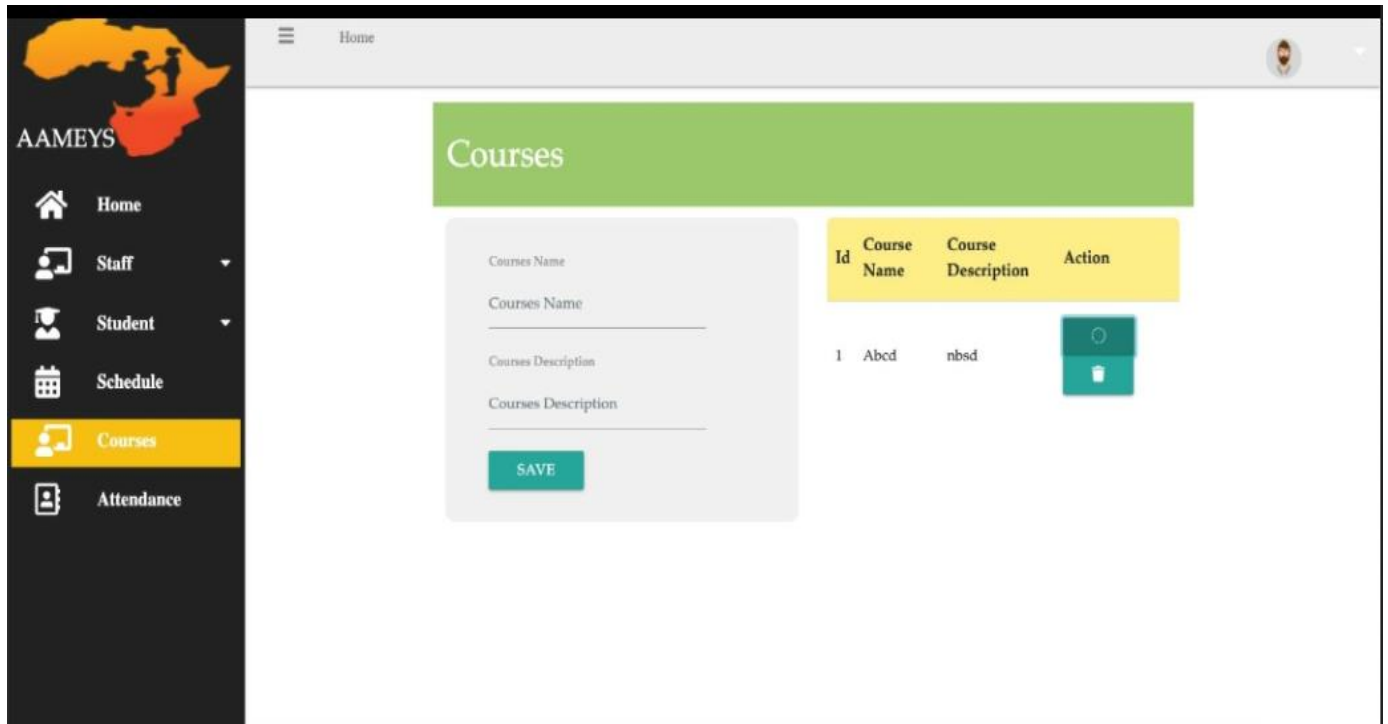 AAMEYS
Home
Staff
Student
Schedule
Courses
Attendance
Home
Courses
Courses Name
Courses Name
Courses Description
Courses Description
SAVE
Id Course Name Course Description Action
1 Abcd nbsd